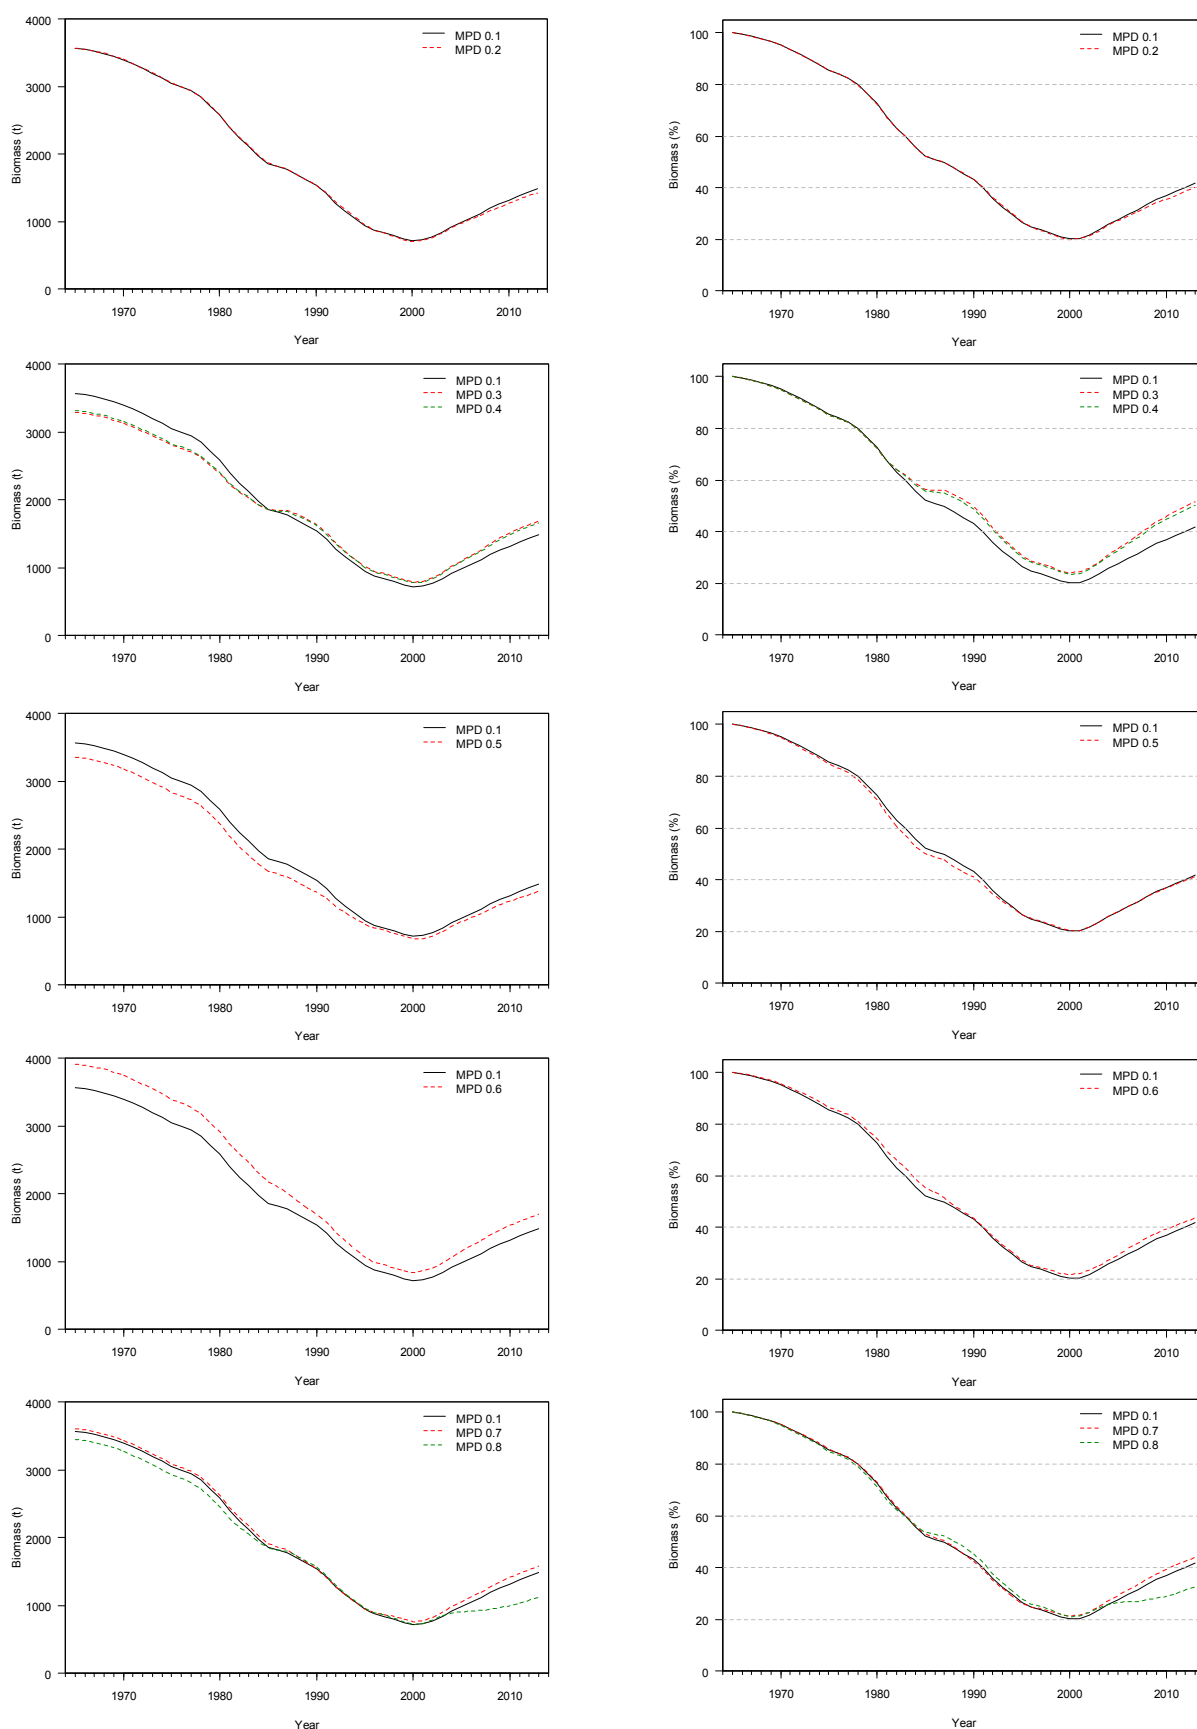 4000
3000
2000
1000
0
Biomass (t)
MPD 0.1
MPD 0.2
1970
1980
1990
2000
2010
Year
100
80
60
40
20
0
Biomass (%)
MPD 0.1
MPD 0.2
1970
1980
1990
2000
2010
Year
4000
3000
2000
1000
0
Biomass (t)
MPD 0.1
MPD 0.3
MPD 0.4
1970
1980
1990
2000
2010
Year
100
80
60
40
20
0
Biomass (%)
MPD 0.1
MPD 0.3
MPD 0.4
1970
1980
1990
2000
2010
Year
4000
3000
2000
1000
0
Biomass (t)
MPD 0.1
MPD 0.5
1970
1980
1990
2000
2010
Year
100
80
60
40
20
0
Biomass (%)
MPD 0.1
MPD 0.5
1970
1980
1990
2000
2010
Year
4000
3000
2000
1000
0
Biomass (t)
MPD 0.1
MPD 0.6
1970
1980
1990
2000
2010
Year
100
80
60
40
20
0
Biomass (%)
MPD 0.1
MPD 0.6
1970
1980
1990
2000
2010
Year
4000
3000
2000
1000
0
Biomass (t)
MPD 0.1
MPD 0.7
MPD 0.8
1970
1980
1990
2000
2010
Year
100
80
60
40
20
0
Biomass (%)
MPD 0.1
MPD 0.7
MPD 0.8
1970
1980
1990
2000
2010
Year